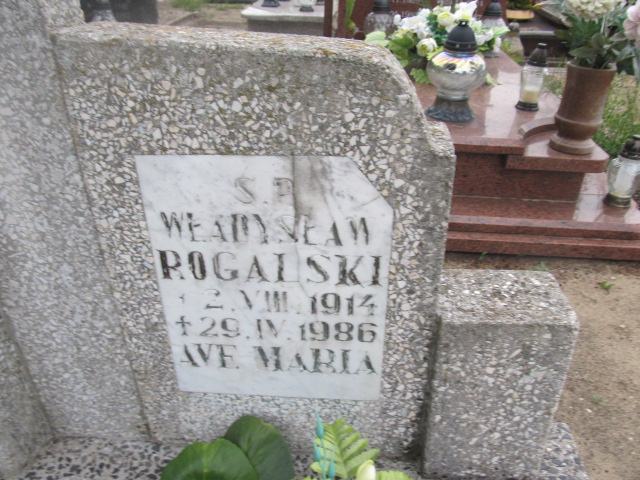 Ś.P.
WŁADYSŁAW
ROGALSKI
* 2.VIII.1914
✝ 29.IV.1986
AVE MARIA